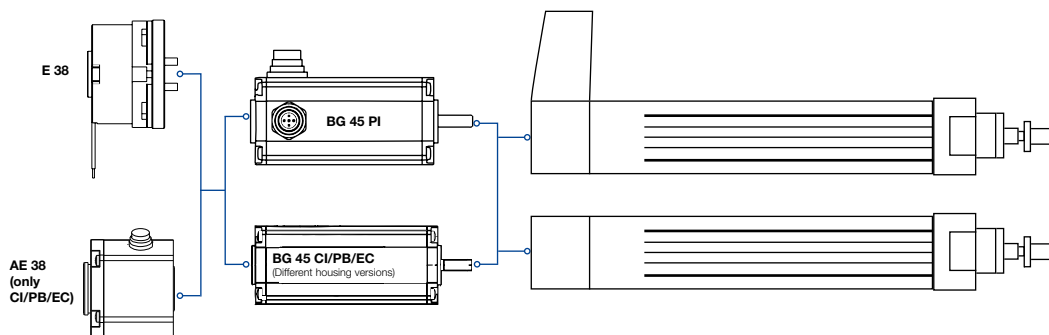 E 38
BG 45 PI
AE 38
(only
CI/PB/EC)
BG 45 CI/PB/EC
(Different housing versions)